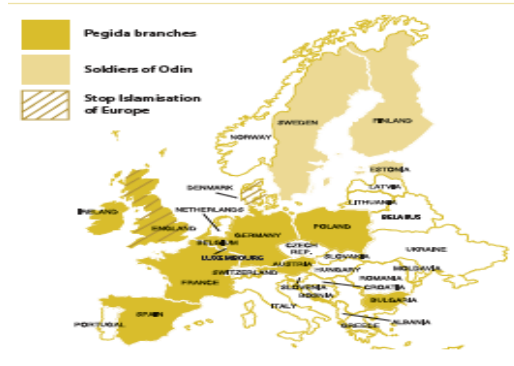 Pegida branches
Soldiers of Odin
Stop Islamisation
of Europe
FINLAND
SWEDEN
NORWAY
ESTONIA
DENMARK
LATVIA
LITHUANIA
NETHERLANDS
IRELAND
BELARUS
ENGLAND
POLAND
GERMANY
BELGIUM
CZECH
REP.
UKRAINE
LUXEMBOURG
SLOVAKIA
AUSTRIA
SWITZERLAND
HUNGARY
MOLDAVIA
ROMANIA
FRANCE
SLOVENIA
CROATIA
BOSNIA
BULGARIA
ITALY
SPAIN
PORTUGAL
ALBANIA
GREECE